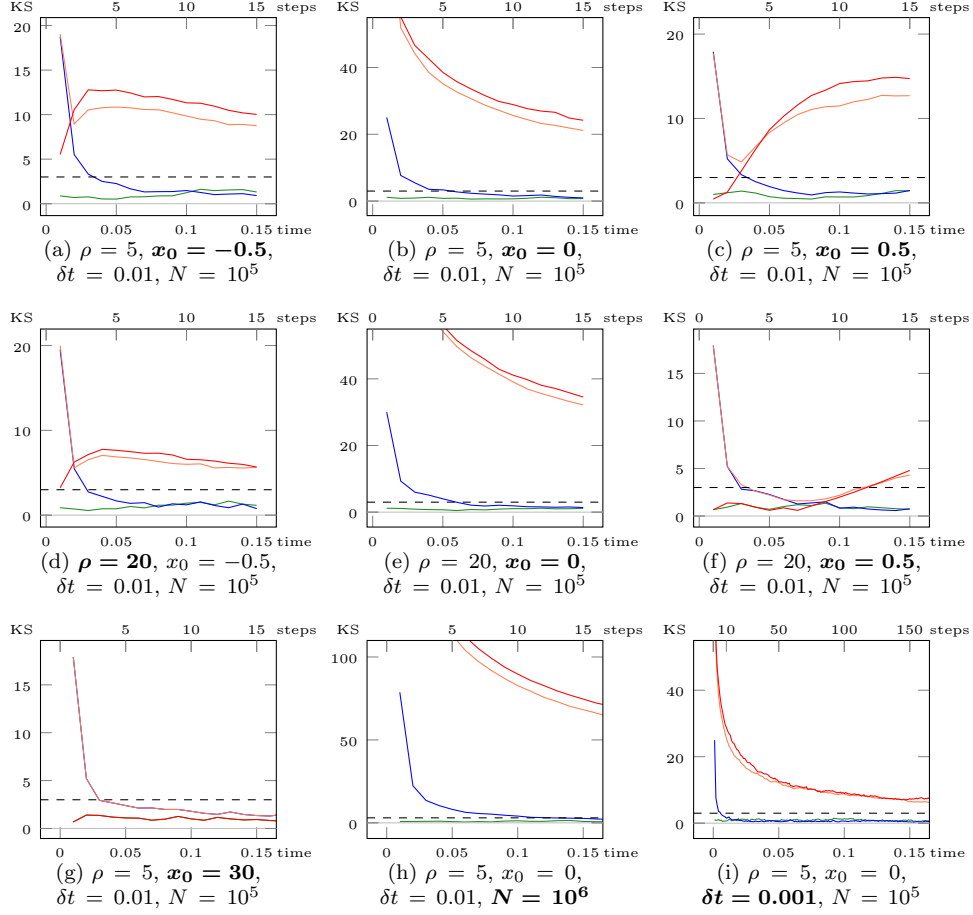 KS 5 10 15 steps
20
15
10
5
0
0 0.05 0.1 0.15 time
(a) ρ = 5, x₀ = −0.5,
δt = 0.01, N = 10⁵
KS 5 10 15 steps
40
20
0
0 0.05 0.1 0.15 time
(b) ρ = 5, x₀ = 0,
δt = 0.01, N = 10⁵
KS 5 10 15 steps
20
10
0
0 0.05 0.1 0.15 time
(c) ρ = 5, x₀ = 0.5,
δt = 0.01, N = 10⁵
KS 5 10 15 steps
20
10
0
0 0.05 0.1 0.15 time
(d) ρ = 20, x₀ = −0.5,
δt = 0.01, N = 10⁵
KS 5 10 15 steps
40
20
0
0 0.05 0.1 0.15 time
(e) ρ = 20, x₀ = 0,
δt = 0.01, N = 10⁵
KS 5 10 15 steps
15
10
5
0
0 0.05 0.1 0.15 time
(f) ρ = 20, x₀ = 0.5,
δt = 0.01, N = 10⁵
KS 5 10 15 steps
15
10
5
0
0 0.05 0.1 0.15 time
(g) ρ = 5, x₀ = 30,
δt = 0.01, N = 10⁵
KS 5 10 15 steps
100
50
0
0 0.05 0.1 0.15 time
(h) ρ = 5, x₀ = 0,
δt = 0.01, N = 10⁶
KS 10 50 100 150 steps
40
20
0
0 0.05 0.1 0.15 time
(i) ρ = 5, x₀ = 0,
δt = 0.001, N = 10⁵